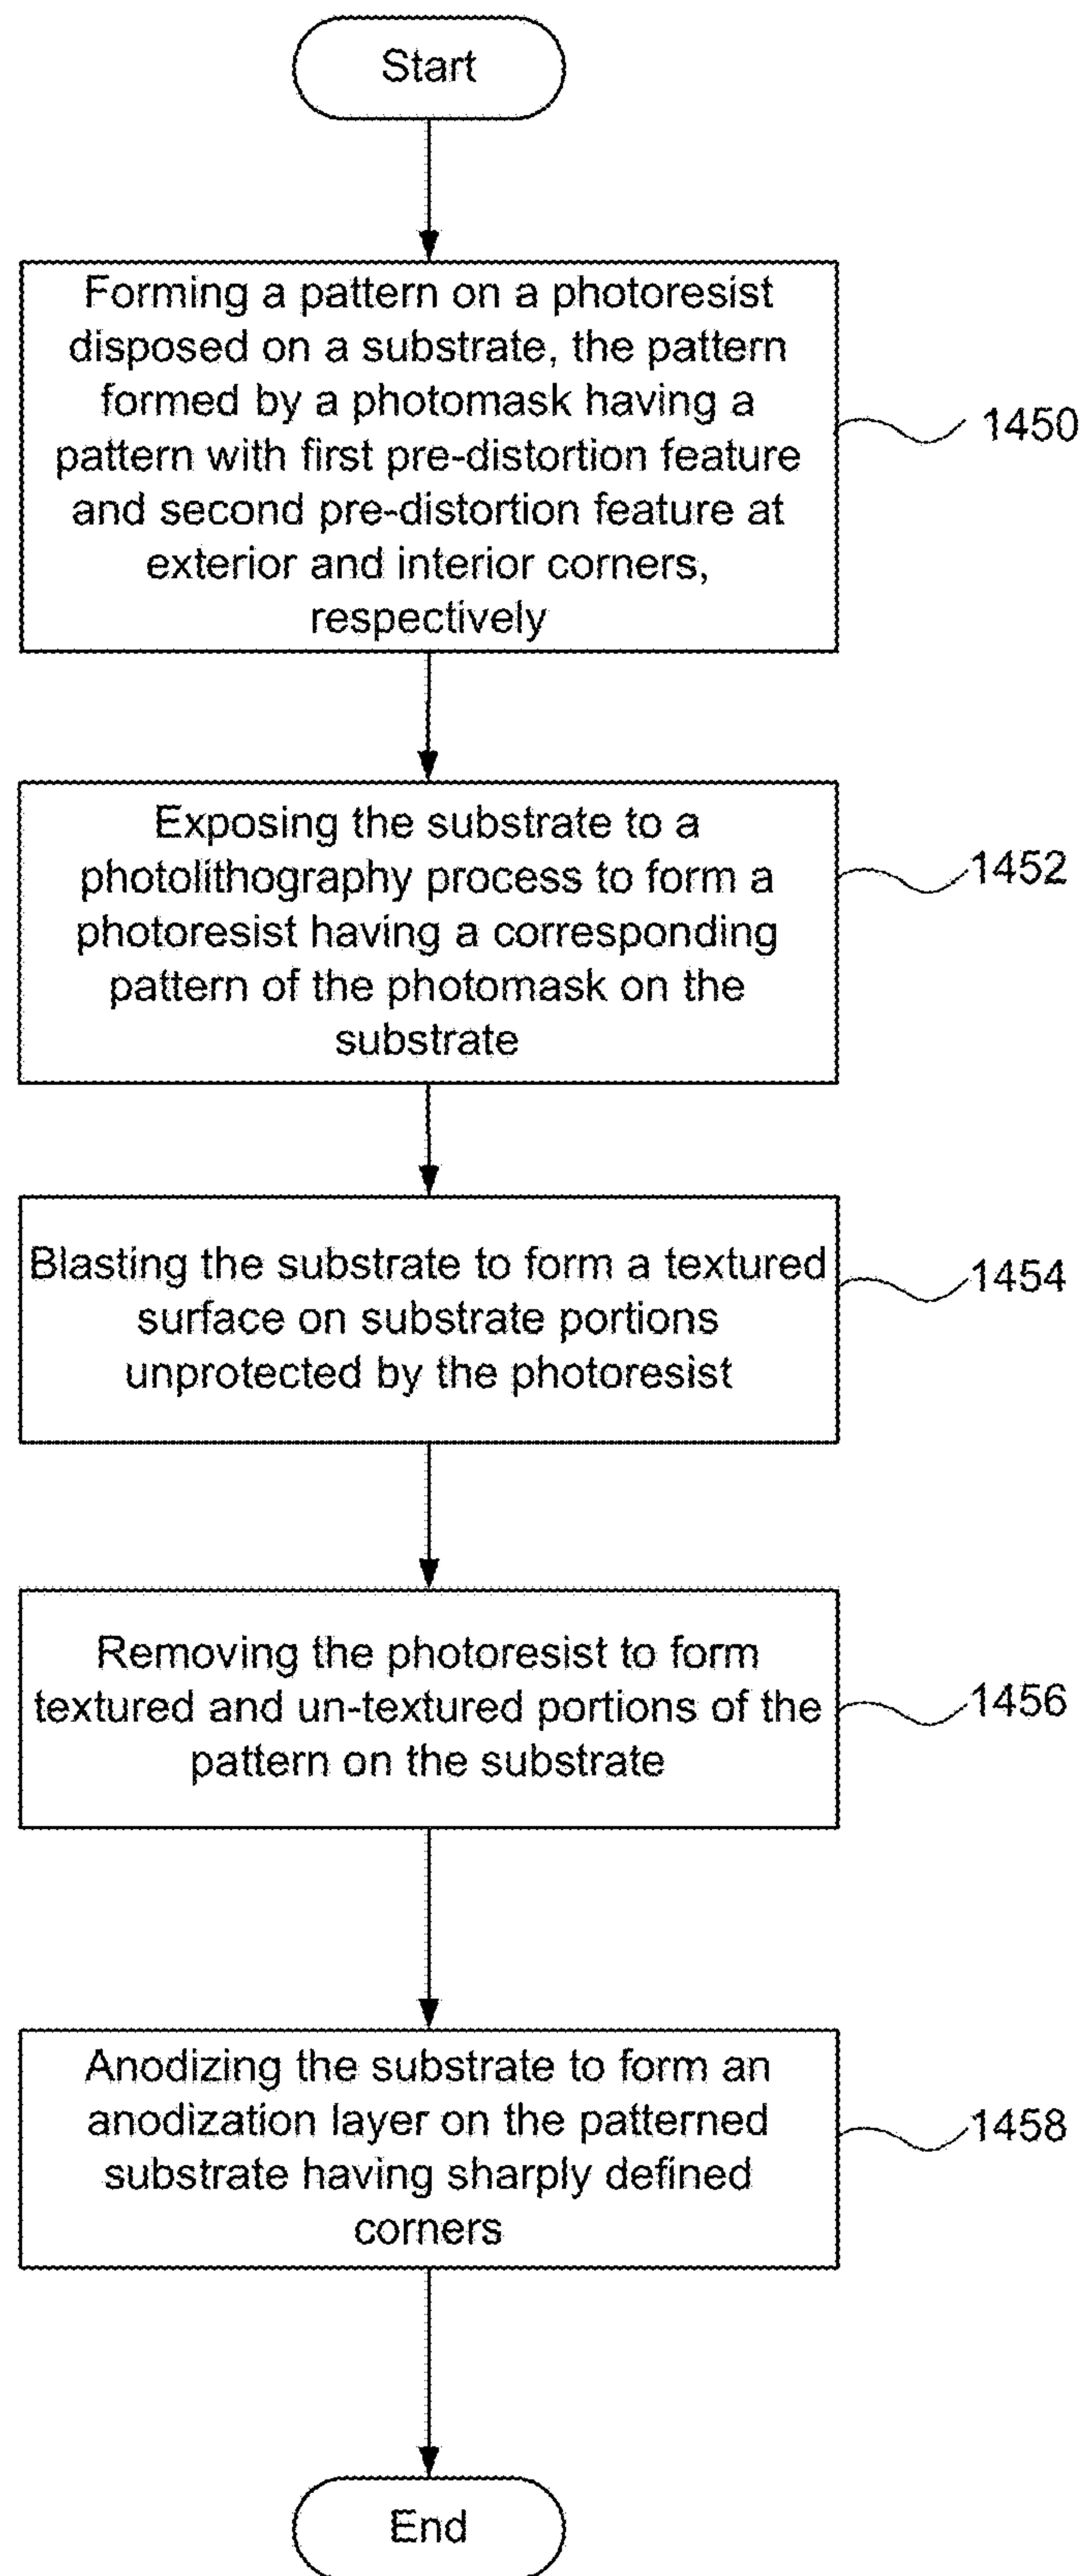 Start
Forming a pattern on a photoresist
disposed on a substrate, the pattern
formed by a photomask having a
pattern with first pre-distortion feature
and second pre-distortion feature at
exterior and interior corners,
respectively
1450
Exposing the substrate to a
photolithography process to form a
photoresist having a corresponding
pattern of the photomask on the
substrate
1452
Blasting the substrate to form a textured
surface on substrate portions
unprotected by the photoresist
1454
Removing the photoresist to form
textured and un-textured portions of the
pattern on the substrate
1456
Anodizing the substrate to form an
anodization layer on the patterned
substrate having sharply defined
corners
1458
End